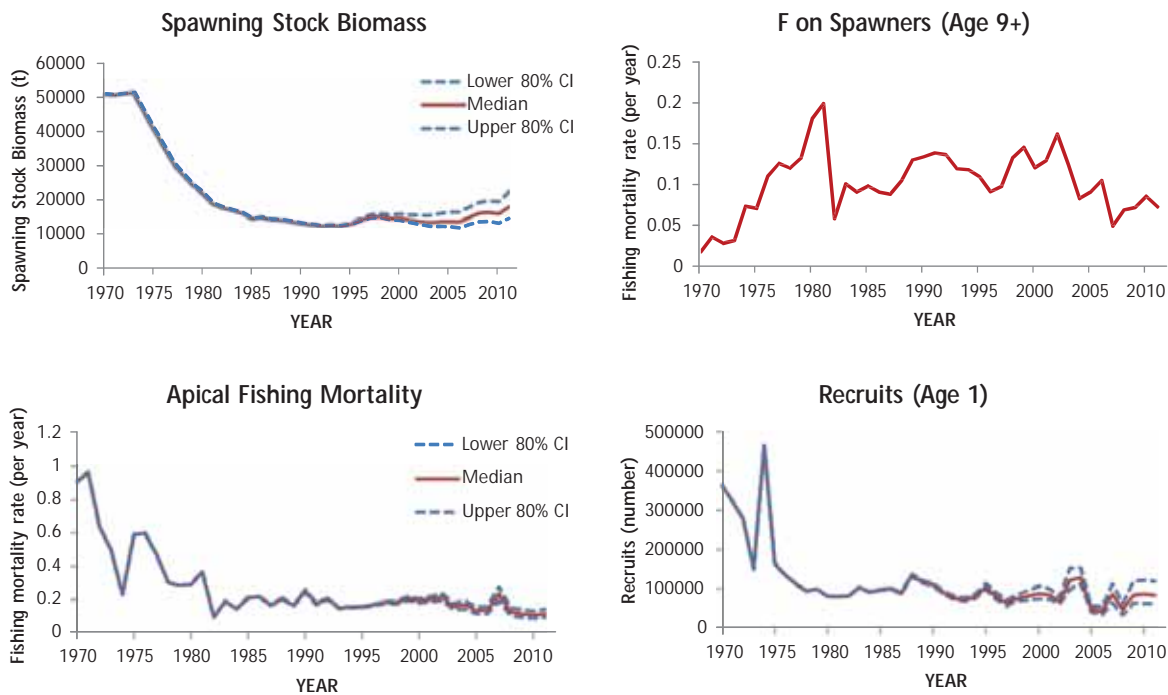 Spawning Stock Biomass
Spawning Stock Biomass (t)
60000
50000
40000
30000
20000
10000
0
Lower 80% CI
Median
Upper 80% CI
1970 1975 1980 1985 1990 1995 2000 2005 2010
YEAR
F on Spawners (Age 9+)
Fishing mortality rate (per year)
0.25
0.2
0.15
0.1
0.05
0
1970 1975 1980 1985 1990 1995 2000 2005 2010
YEAR
Apical Fishing Mortality
Fishing mortality rate (per year)
1.2
1
0.8
0.6
0.4
0.2
0
Lower 80% CI
Median
Upper 80% CI
1970 1975 1980 1985 1990 1995 2000 2005 2010
YEAR
Recruits (Age 1)
Recruits (number)
500000
400000
300000
200000
100000
0
1970 1975 1980 1985 1990 1995 2000 2005 2010
YEAR